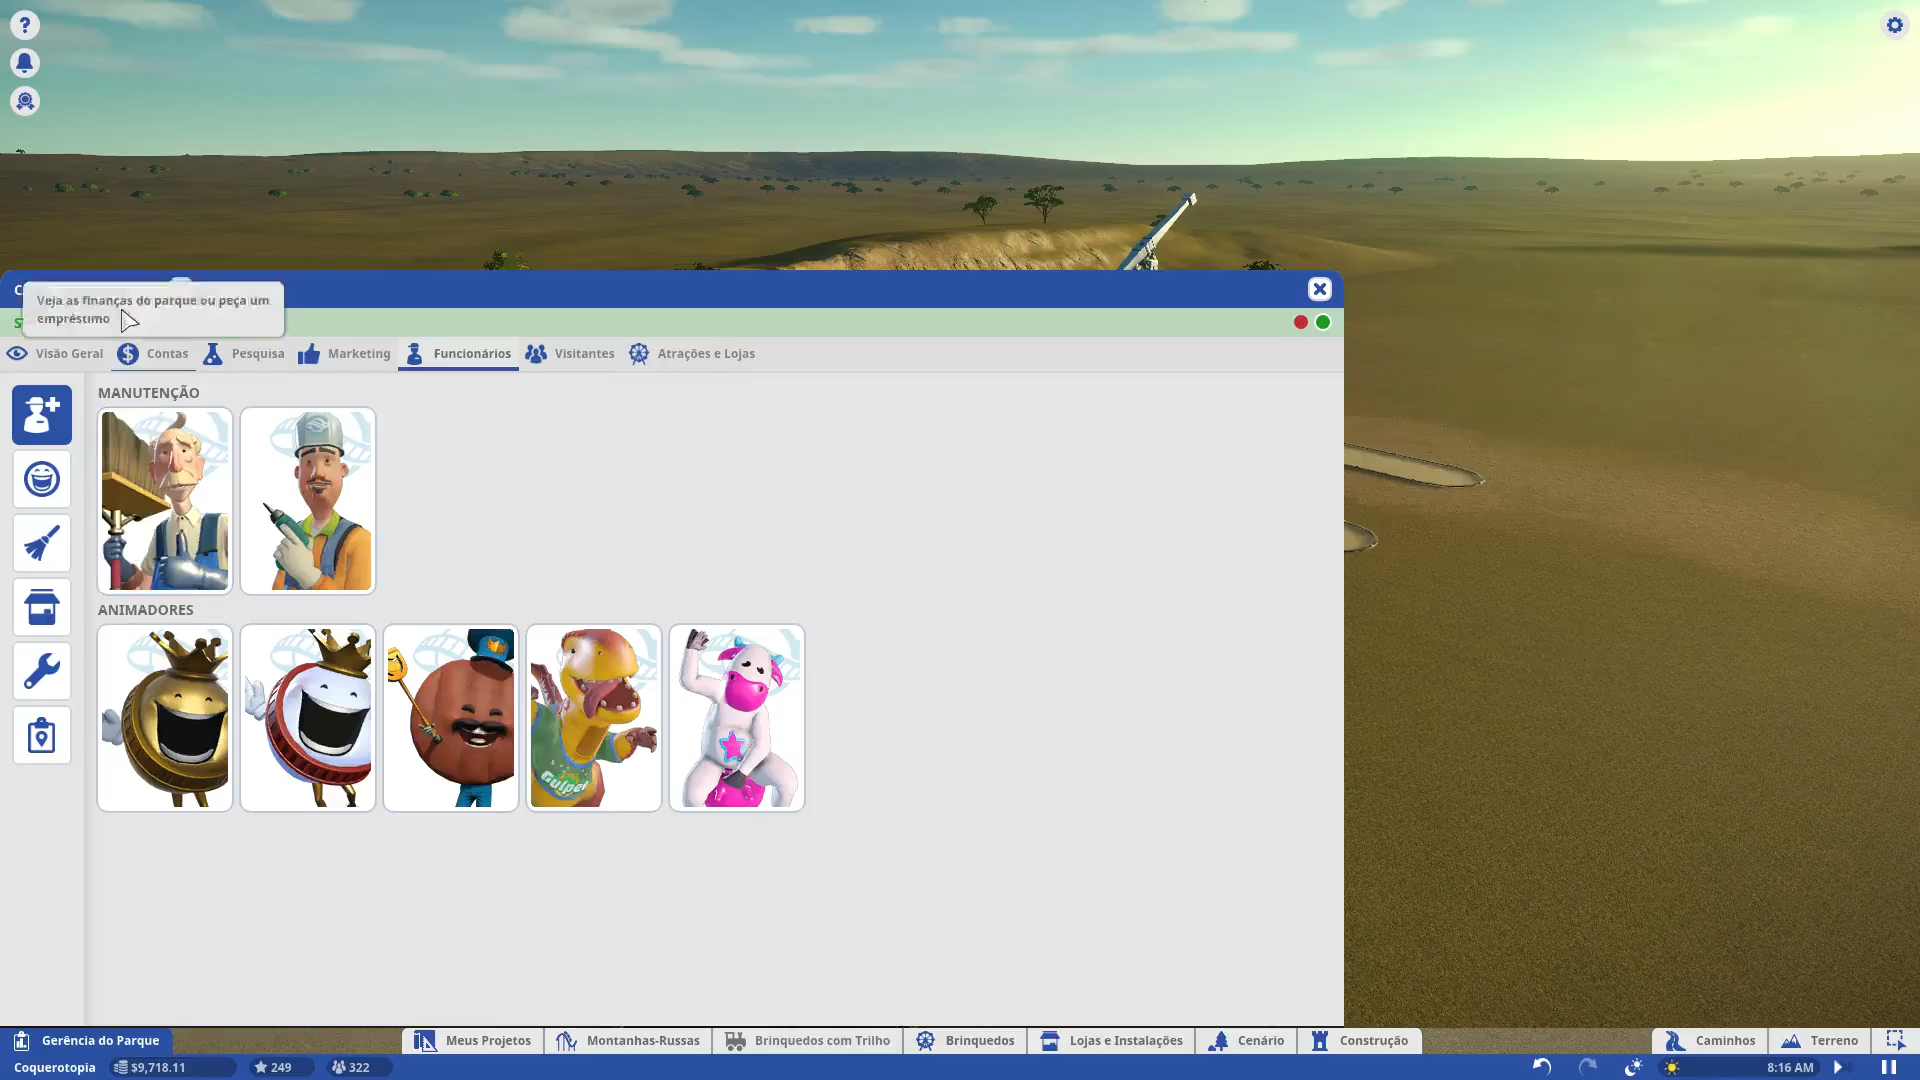 Veja as finanças do parque ou peça um
empréstimo
Visão Geral
Contas
Pesquisa
Marketing
Funcionários
Visitantes
Atrações e Lojas
MANUTENÇÃO
ANIMADORES
Gulpee
Gerência do Parque
Meus Projetos
Montanhas-Russas
Brinquedos com Trilho
Brinquedos
Lojas e Instalações
Cenário
Construção
Caminhos
Terreno
Coquerotopia
$9,718.11
249
322
8:16 AM